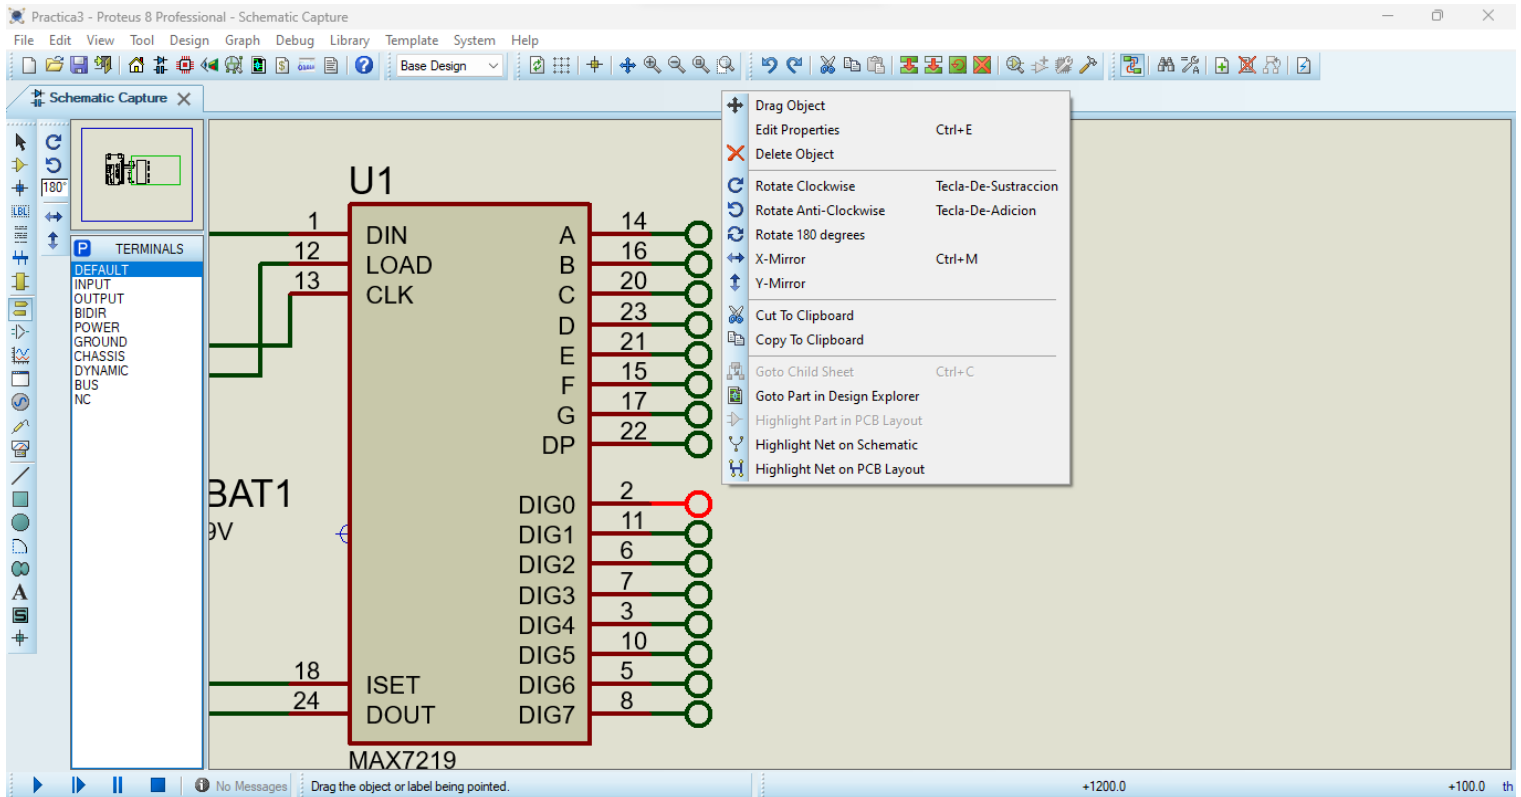 Practica3 - Proteus 8 Professional - Schematic Capture
File Edit View Tool Design Graph Debug Library Template System Help
Base Design
Schematic Capture
180°
LBL
P TERMINALS
DEFAULT
INPUT
OUTPUT
BIDIR
POWER
GROUND
CHASSIS
DYNAMIC
BUS
NC
A
S
U1
1 DIN A 14
12 LOAD B 16
13 CLK C 20
D 23
E 21
F 15
G 17
DP 22
BAT1
9V
DIG0 2
DIG1 11
DIG2 6
DIG3 7
DIG4 3
DIG5 10
18 ISET DIG6 5
24 DOUT DIG7 8
MAX7219
Drag Object
Edit Properties Ctrl+E
Delete Object
Rotate Clockwise Tecla-De-Sustraccion
Rotate Anti-Clockwise Tecla-De-Adicion
Rotate 180 degrees
X-Mirror Ctrl+M
Y-Mirror
Cut To Clipboard
Copy To Clipboard
Goto Child Sheet Ctrl+C
Goto Part in Design Explorer
Highlight Part in PCB Layout
Highlight Net on Schematic
Highlight Net on PCB Layout
No Messages Drag the object or label being pointed. +1200.0 +100.0 th